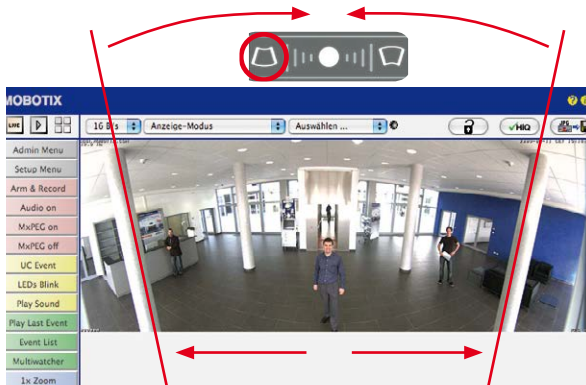 MOBOTIX
LIVE
16 B/s Anzeige-Modus Auswählen ...
HIQ
Admin Menu
Setup Menu
Arm & Record
Audio on
MxPEG on
MxPEG off
UC Event
LEDs Blink
Play Sound
Play Last Event
Event List
Multiwatcher
1x Zoom